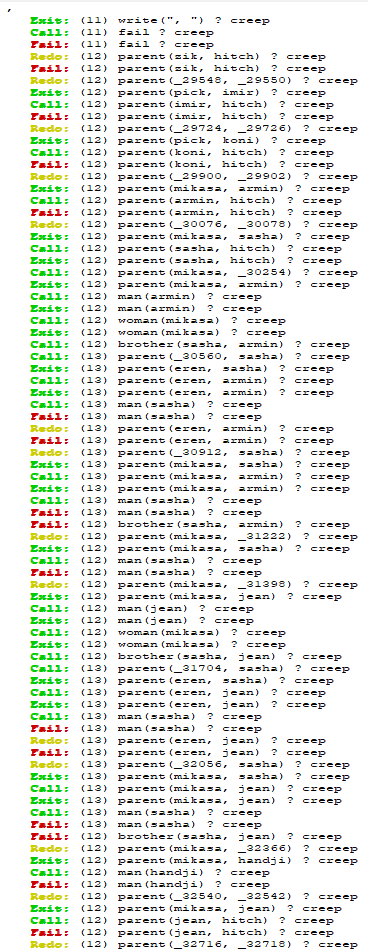 ,
Exit: (11) write(", ") ? creep
Call: (11) fail ? creep
Fail: (11) fail ? creep
Redo: (12) parent(zik, hitch) ? creep
Fail: (12) parent(zik, hitch) ? creep
Redo: (12) parent(_29548, _29550) ? creep
Exit: (12) parent(pick, imir) ? creep
Call: (12) parent(imir, hitch) ? creep
Fail: (12) parent(imir, hitch) ? creep
Redo: (12) parent(_29724, _29726) ? creep
Exit: (12) parent(pick, koni) ? creep
Call: (12) parent(koni, hitch) ? creep
Fail: (12) parent(koni, hitch) ? creep
Redo: (12) parent(_29900, _29902) ? creep
Exit: (12) parent(mikasa, armin) ? creep
Call: (12) parent(armin, hitch) ? creep
Fail: (12) parent(armin, hitch) ? creep
Redo: (12) parent(_30076, _30078) ? creep
Exit: (12) parent(mikasa, sasha) ? creep
Call: (12) parent(sasha, hitch) ? creep
Exit: (12) parent(sasha, hitch) ? creep
Call: (12) parent(mikasa, _30254) ? creep
Exit: (12) parent(mikasa, armin) ? creep
Call: (12) man(armin) ? creep
Exit: (12) man(armin) ? creep
Call: (12) woman(mikasa) ? creep
Exit: (12) woman(mikasa) ? creep
Call: (12) brother(sasha, armin) ? creep
Call: (13) parent(_30560, sasha) ? creep
Exit: (13) parent(eren, sasha) ? creep
Call: (13) parent(eren, armin) ? creep
Exit: (13) parent(eren, armin) ? creep
Call: (13) man(sasha) ? creep
Fail: (13) man(sasha) ? creep
Redo: (13) parent(eren, armin) ? creep
Fail: (13) parent(eren, armin) ? creep
Redo: (13) parent(_30912, sasha) ? creep
Exit: (13) parent(mikasa, sasha) ? creep
Call: (13) parent(mikasa, armin) ? creep
Exit: (13) parent(mikasa, armin) ? creep
Call: (13) man(sasha) ? creep
Fail: (13) man(sasha) ? creep
Fail: (12) brother(sasha, armin) ? creep
Redo: (12) parent(mikasa, _31222) ? creep
Exit: (12) parent(mikasa, sasha) ? creep
Call: (12) man(sasha) ? creep
Fail: (12) man(sasha) ? creep
Redo: (12) parent(mikasa, _31398) ? creep
Exit: (12) parent(mikasa, jean) ? creep
Call: (12) man(jean) ? creep
Exit: (12) man(jean) ? creep
Call: (12) woman(mikasa) ? creep
Exit: (12) woman(mikasa) ? creep
Call: (12) brother(sasha, jean) ? creep
Call: (13) parent(_31704, sasha) ? creep
Exit: (13) parent(eren, sasha) ? creep
Call: (13) parent(eren, jean) ? creep
Exit: (13) parent(eren, jean) ? creep
Call: (13) man(sasha) ? creep
Fail: (13) man(sasha) ? creep
Redo: (13) parent(eren, jean) ? creep
Fail: (13) parent(eren, jean) ? creep
Redo: (13) parent(_32056, sasha) ? creep
Exit: (13) parent(mikasa, sasha) ? creep
Call: (13) parent(mikasa, jean) ? creep
Exit: (13) parent(mikasa, jean) ? creep
Call: (13) man(sasha) ? creep
Fail: (13) man(sasha) ? creep
Fail: (12) brother(sasha, jean) ? creep
Redo: (12) parent(mikasa, _32366) ? creep
Exit: (12) parent(mikasa, handji) ? creep
Call: (12) man(handji) ? creep
Fail: (12) man(handji) ? creep
Redo: (12) parent(_32540, _32542) ? creep
Exit: (12) parent(mikasa, jean) ? creep
Call: (12) parent(jean, hitch) ? creep
Fail: (12) parent(jean, hitch) ? creep
Redo: (12) parent(_32716, _32718) ? creep